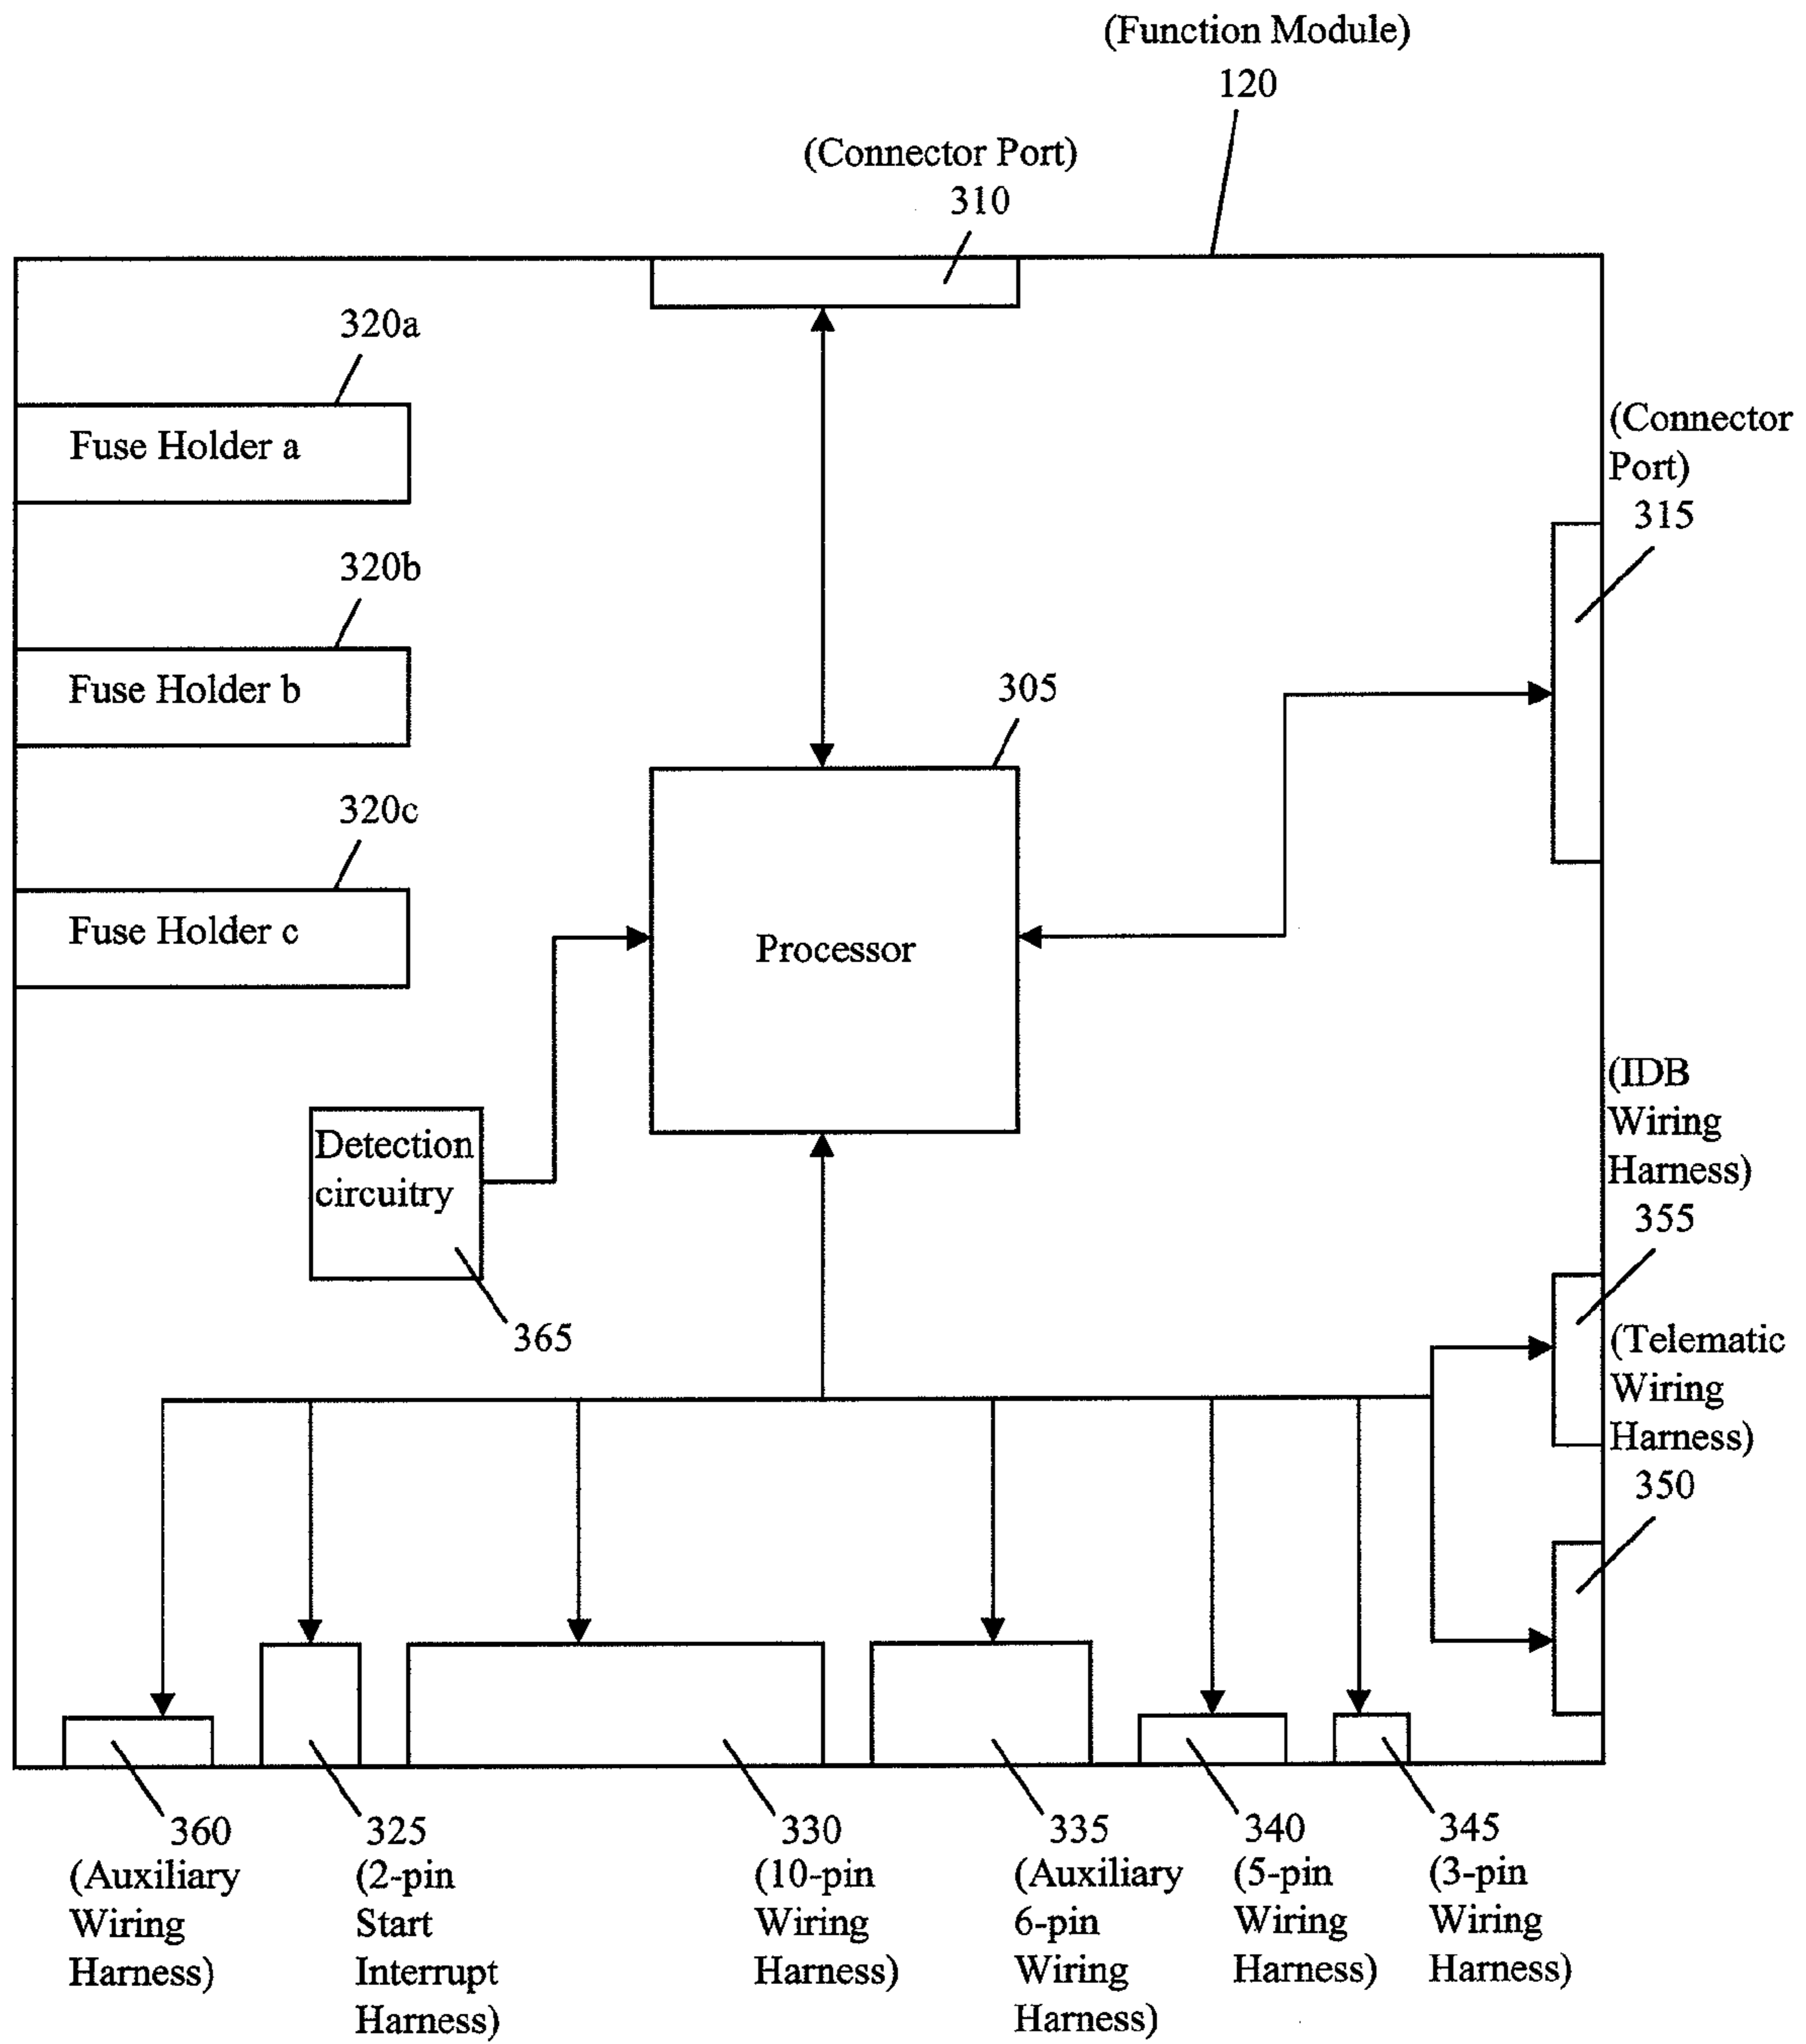 (Function Module)
120
(Connector Port)
310
320a
Fuse Holder a
(Connector
Port)
315
320b
Fuse Holder b
305
320c
Fuse Holder c
Processor
(IDB
Wiring
Harness)
355
Detection
circuitry
365
(Telematic
Wiring
Harness)
350
360
(Auxiliary
Wiring
Harness)
325
(2-pin
Start
Interrupt
Harness)
330
(10-pin
Wiring
Harness)
335
(Auxiliary
6-pin
Wiring
Harness)
340
(5-pin
Wiring
Harness)
345
(3-pin
Wiring
Harness)